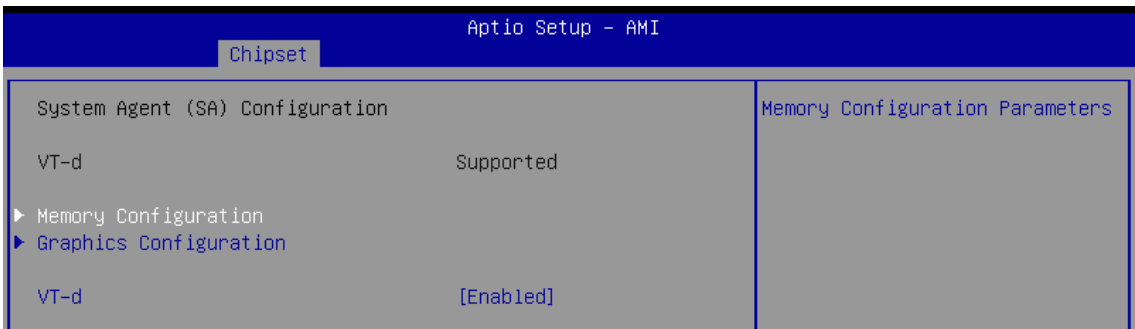 Aptio Setup – AMI
Chipset
System Agent (SA) Configuration
Memory Configuration Parameters
VT-d Supported
Memory Configuration
Graphics Configuration
VT-d [Enabled]